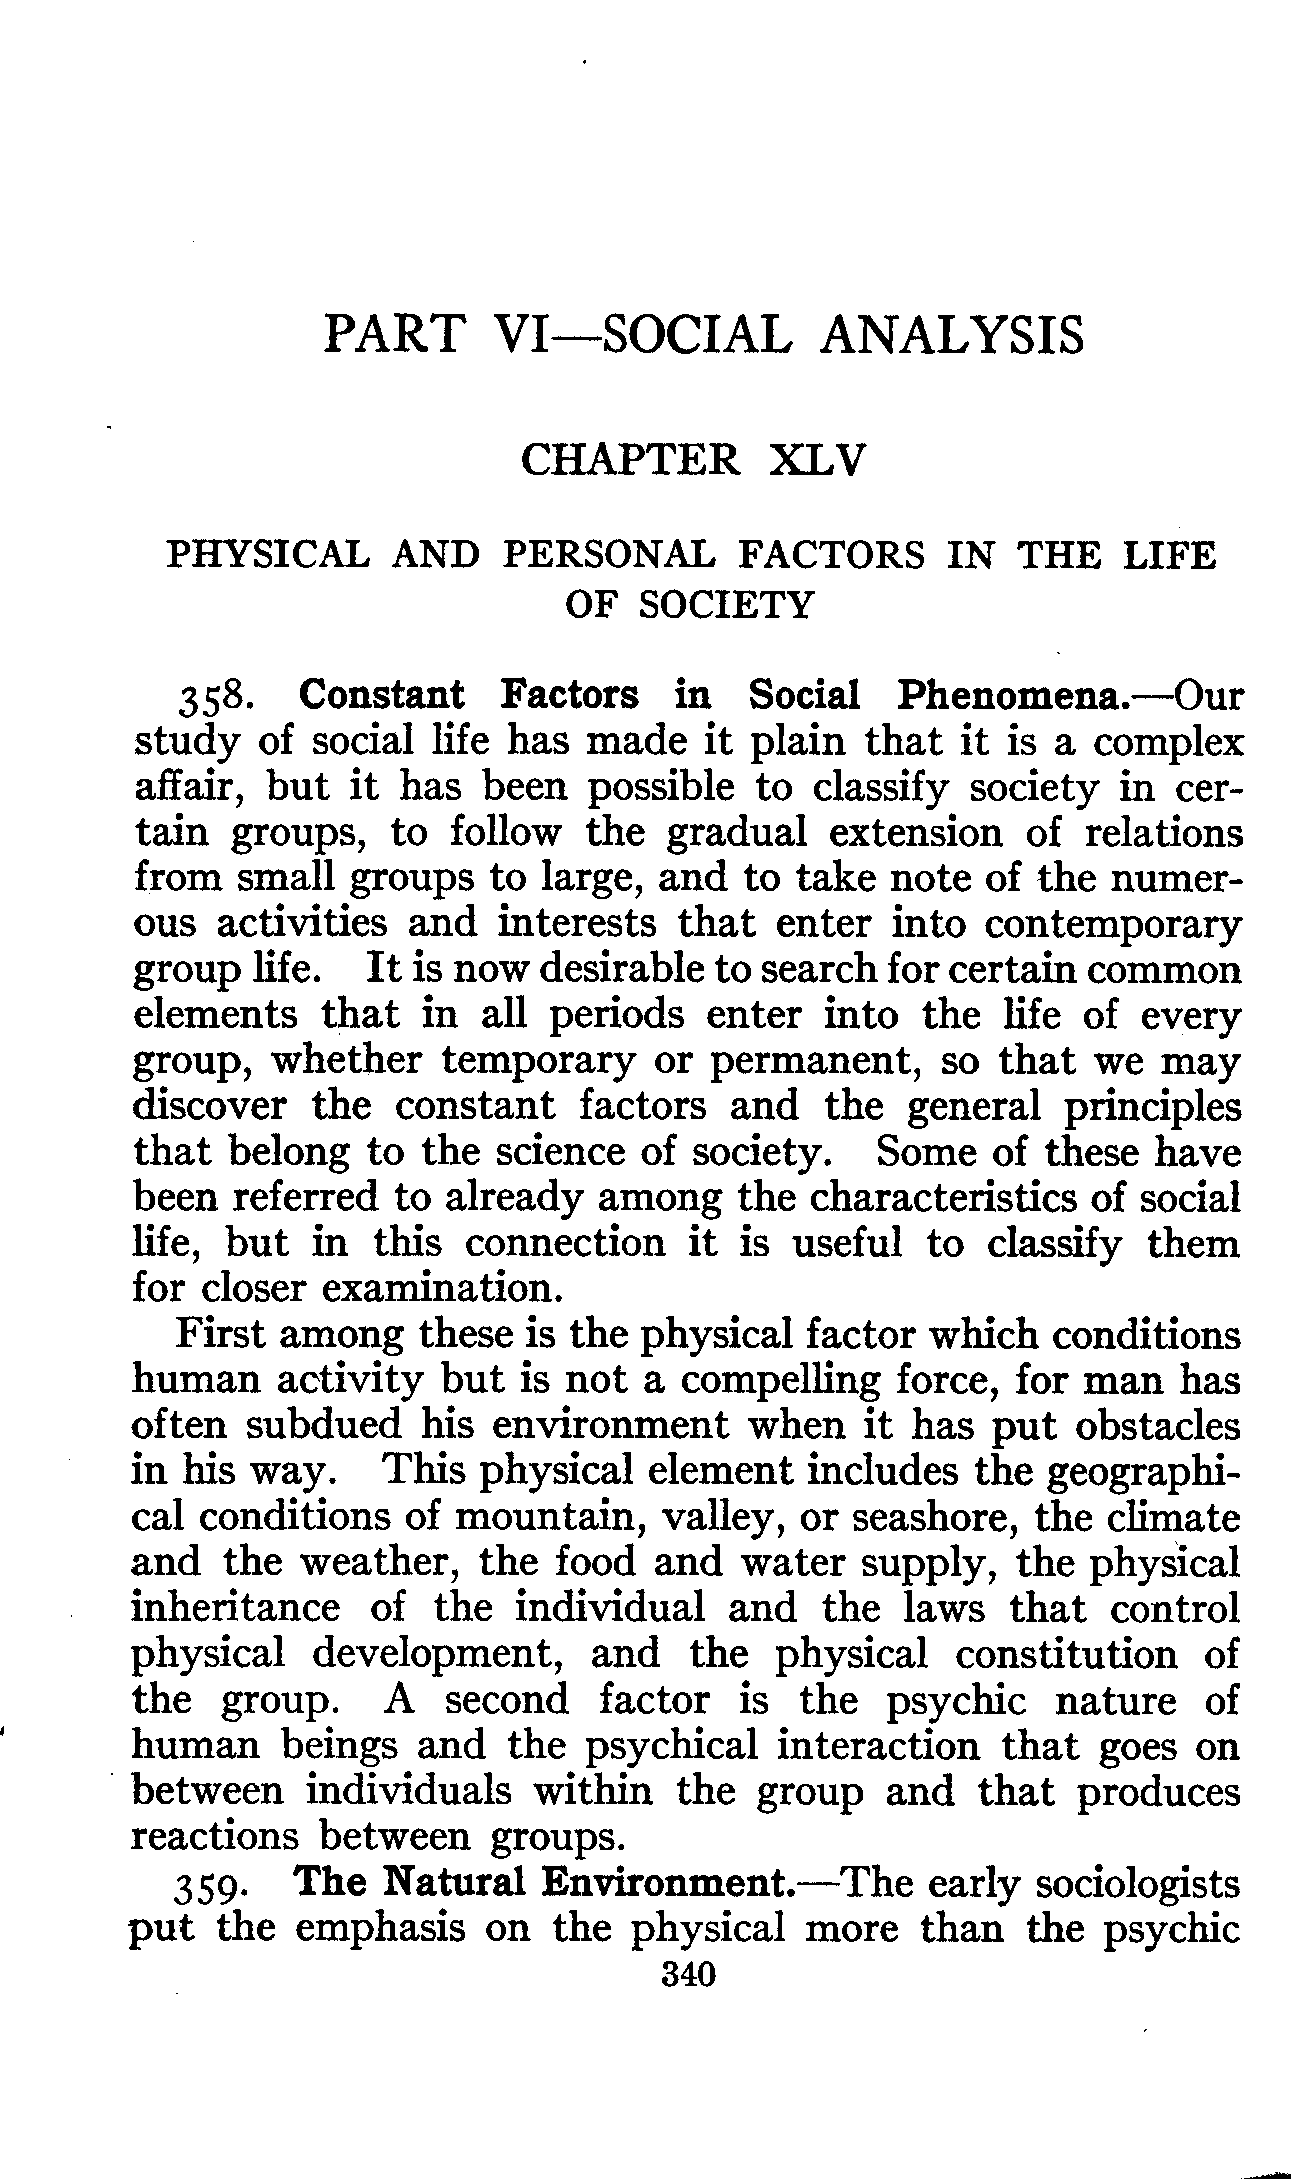 PART VI—SOCIAL ANALYSIS
CHAPTER XLV
PHYSICAL AND PERSONAL FACTORS IN THE LIFE
OF SOCIETY
358. Constant Factors in Social Phenomena.—Our
study of social life has made it plain that it is a complex
affair, but it has been possible to classify society in cer-
tain groups, to follow the gradual extension of relations
from small groups to large, and to take note of the numer-
ous activities and interests that enter into contemporary
group life. It is now desirable to search for certain common
elements that in all periods enter into the life of every
group, whether temporary or permanent, so that we may
discover the constant factors and the general principles
that belong to the science of society. Some of these have
been referred to already among the characteristics of social
life, but in this connection it is useful to classify them
for closer examination.
First among these is the physical factor which conditions
human activity but is not a compelling force, for man has
often subdued his environment when it has put obstacles
in his way. This physical element includes the geographi-
cal conditions of mountain, valley, or seashore, the climate
and the weather, the food and water supply, the physical
inheritance of the individual and the laws that control
physical development, and the physical constitution of
the group. A second factor is the psychic nature of
human beings and the psychical interaction that goes on
between individuals within the group and that produces
reactions between groups.
359. The Natural Environment.—The early sociologists
put the emphasis on the physical more than the psychic
340